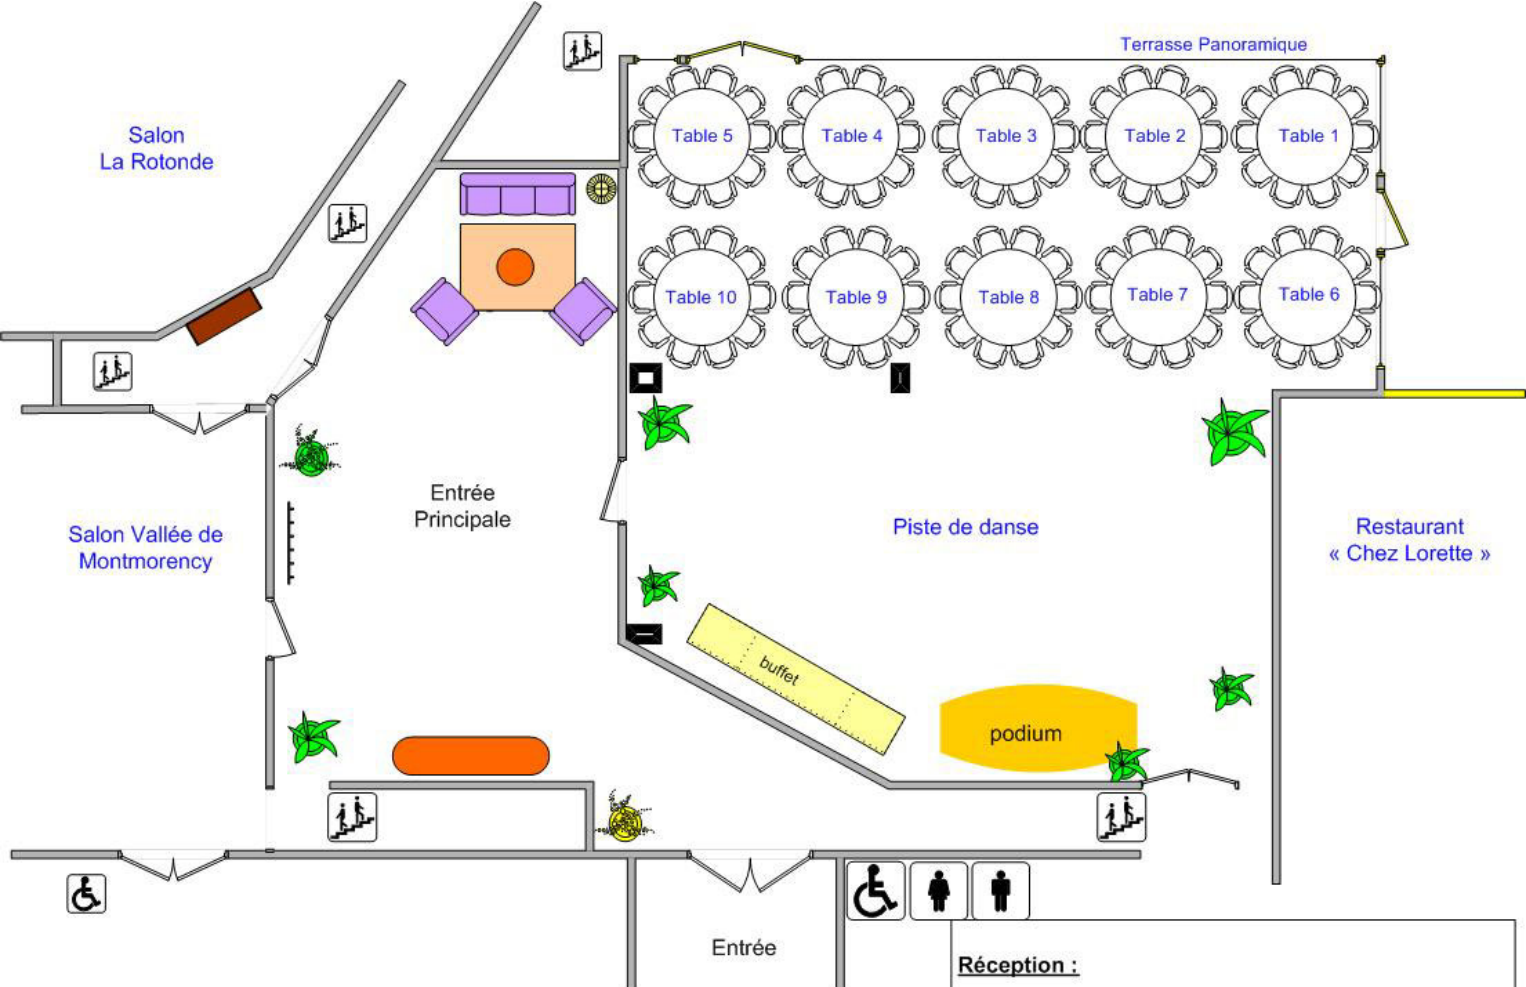 Terrasse Panoramique
Salon
La Rotonde
Table 5
Table 4
Table 3
Table 2
Table 1
Table 10
Table 9
Table 8
Table 7
Table 6
Entrée
Principale
Salon Vallée de
Montmorency
Piste de danse
Restaurant
« Chez Lorette »
buffet
podium
Entrée
Réception :